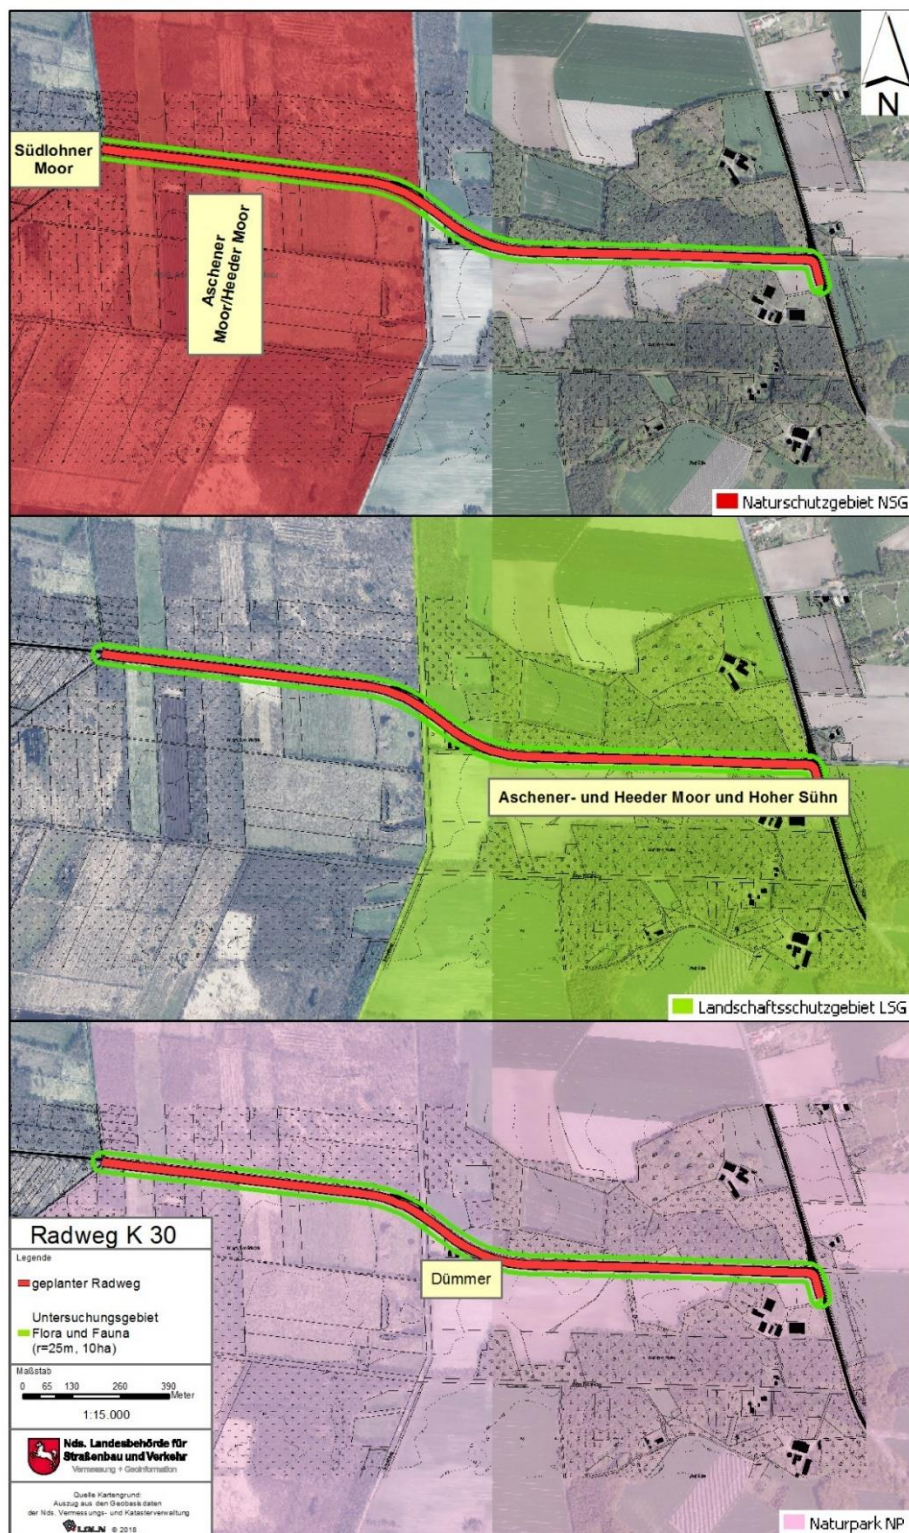 N
Südlohner
Moor
Aschener
Moor/Heeder Moor
Naturschutzgebiet NSG
Aschener- und Heeder Moor und Hoher Sühn
Landschaftsschutzgebiet LSG
Dümmer
Radweg K 30
Legende
geplanter Radweg
Untersuchungsgebiet
Flora und Fauna
(r=25m, 10ha)
Maßstab
0 65 130 260 390
Meter
1:15.000
Nds. Landesbehörde für
Straßenbau und Verkehr
Vermessung + Geoinformation
Quelle Kartengrund:
Auszug aus den Geobasisdaten
der Nds. Vermessungs- und Katasterverwaltung
LGLN © 2018
Naturpark NP